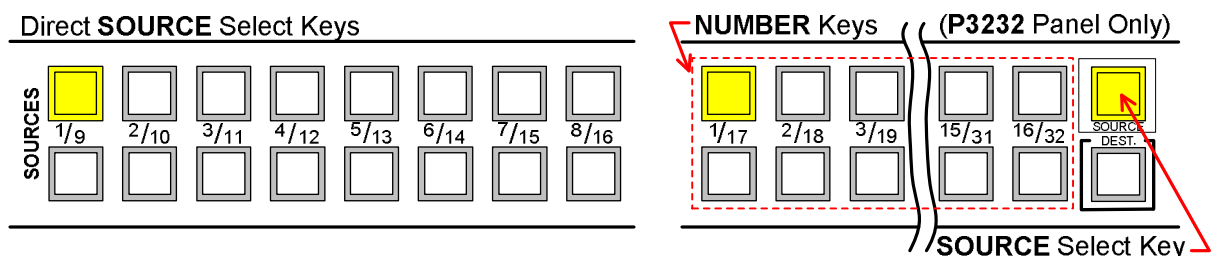 Direct SOURCE Select Keys
SOURCES
1/9 2/10 3/11 4/12 5/13 6/14 7/15 8/16
NUMBER Keys (P3232 Panel Only)
1/17 2/18 3/19 15/31 16/32
SOURCE
DEST.
SOURCE Select Key